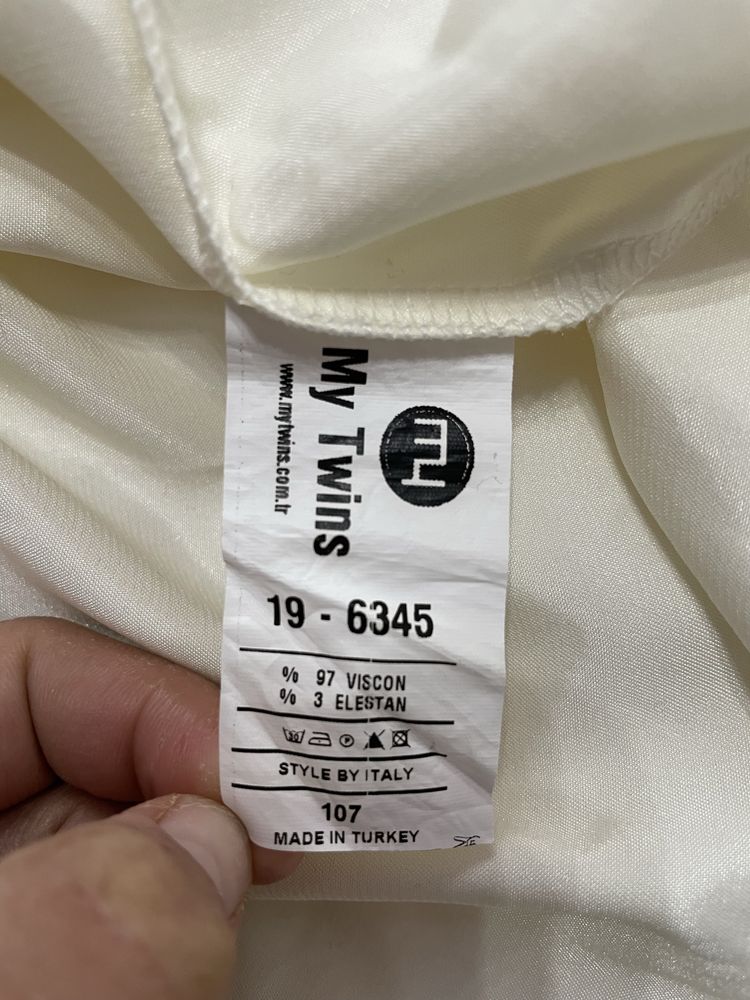 my
My Twins
www.mytwins.com.tr
19 - 6345
% 97 VISCON
% 3 ELESTAN
STYLE BY ITALY
107
MADE IN TURKEY